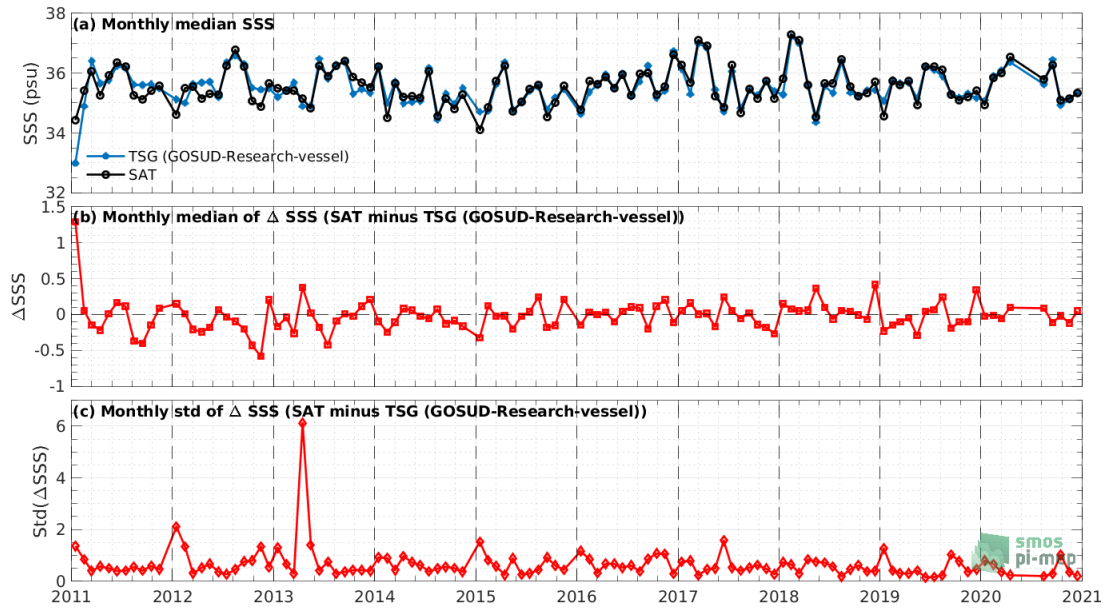 (a) Monthly median SSS
38
36
34
32
SSS (psu)
TSG (GOSUD-Research-vessel)
SAT
(b) Monthly median of Δ SSS (SAT minus TSG (GOSUD-Research-vessel))
1.5
1
0.5
0
-0.5
-1
ΔSSS
(c) Monthly std of Δ SSS (SAT minus TSG (GOSUD-Research-vessel))
6
4
2
0
Std(ΔSSS)
smos
pi-mep
2011 2012 2013 2014 2015 2016 2017 2018 2019 2020 2021